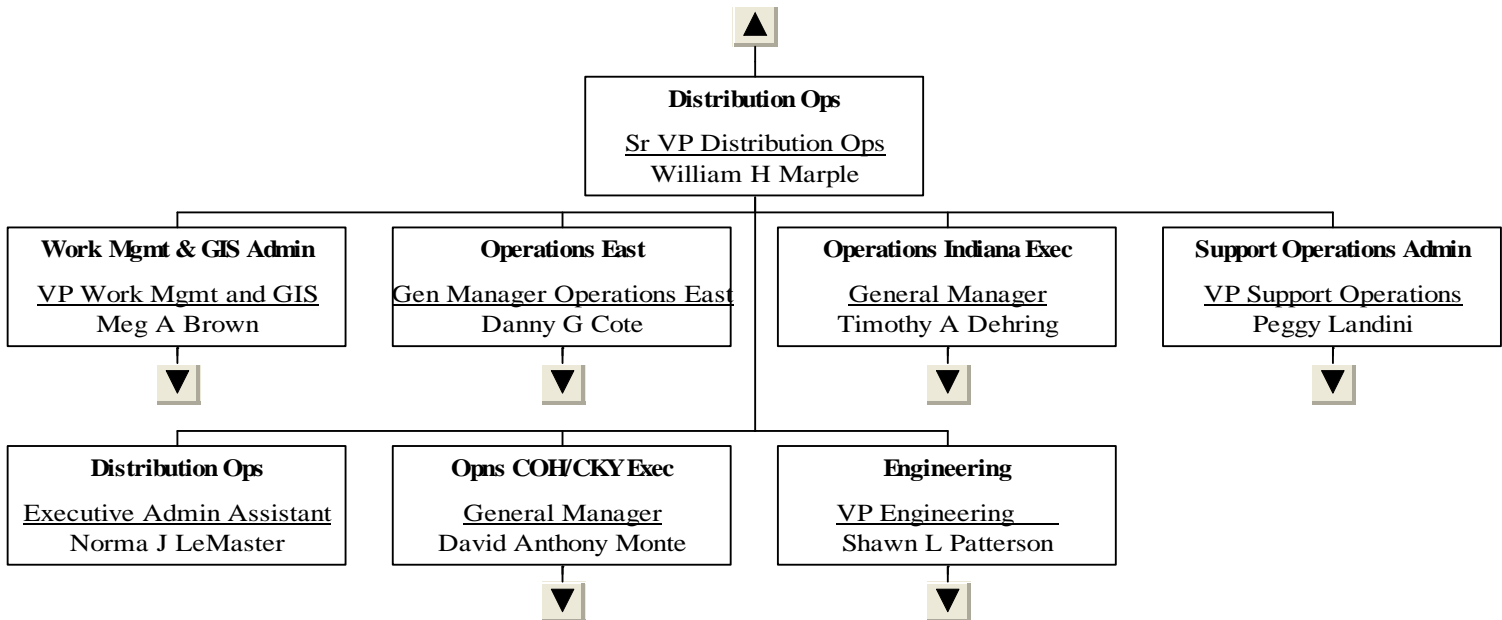 Distribution Ops
Sr VP Distribution Ops
William H Marple
Work Mgmt & GIS Admin
VP Work Mgmt and GIS
Meg A Brown
Operations East
Gen Manager Operations East
Danny G Cote
Operations Indiana Exec
General Manager
Timothy A Dehring
Support Operations Admin
VP Support Operations
Peggy Landini
Distribution Ops
Executive Admin Assistant
Norma J LeMaster
Opns COH/CKY Exec
General Manager
David Anthony Monte
Engineering
VP Engineering
Shawn L Patterson